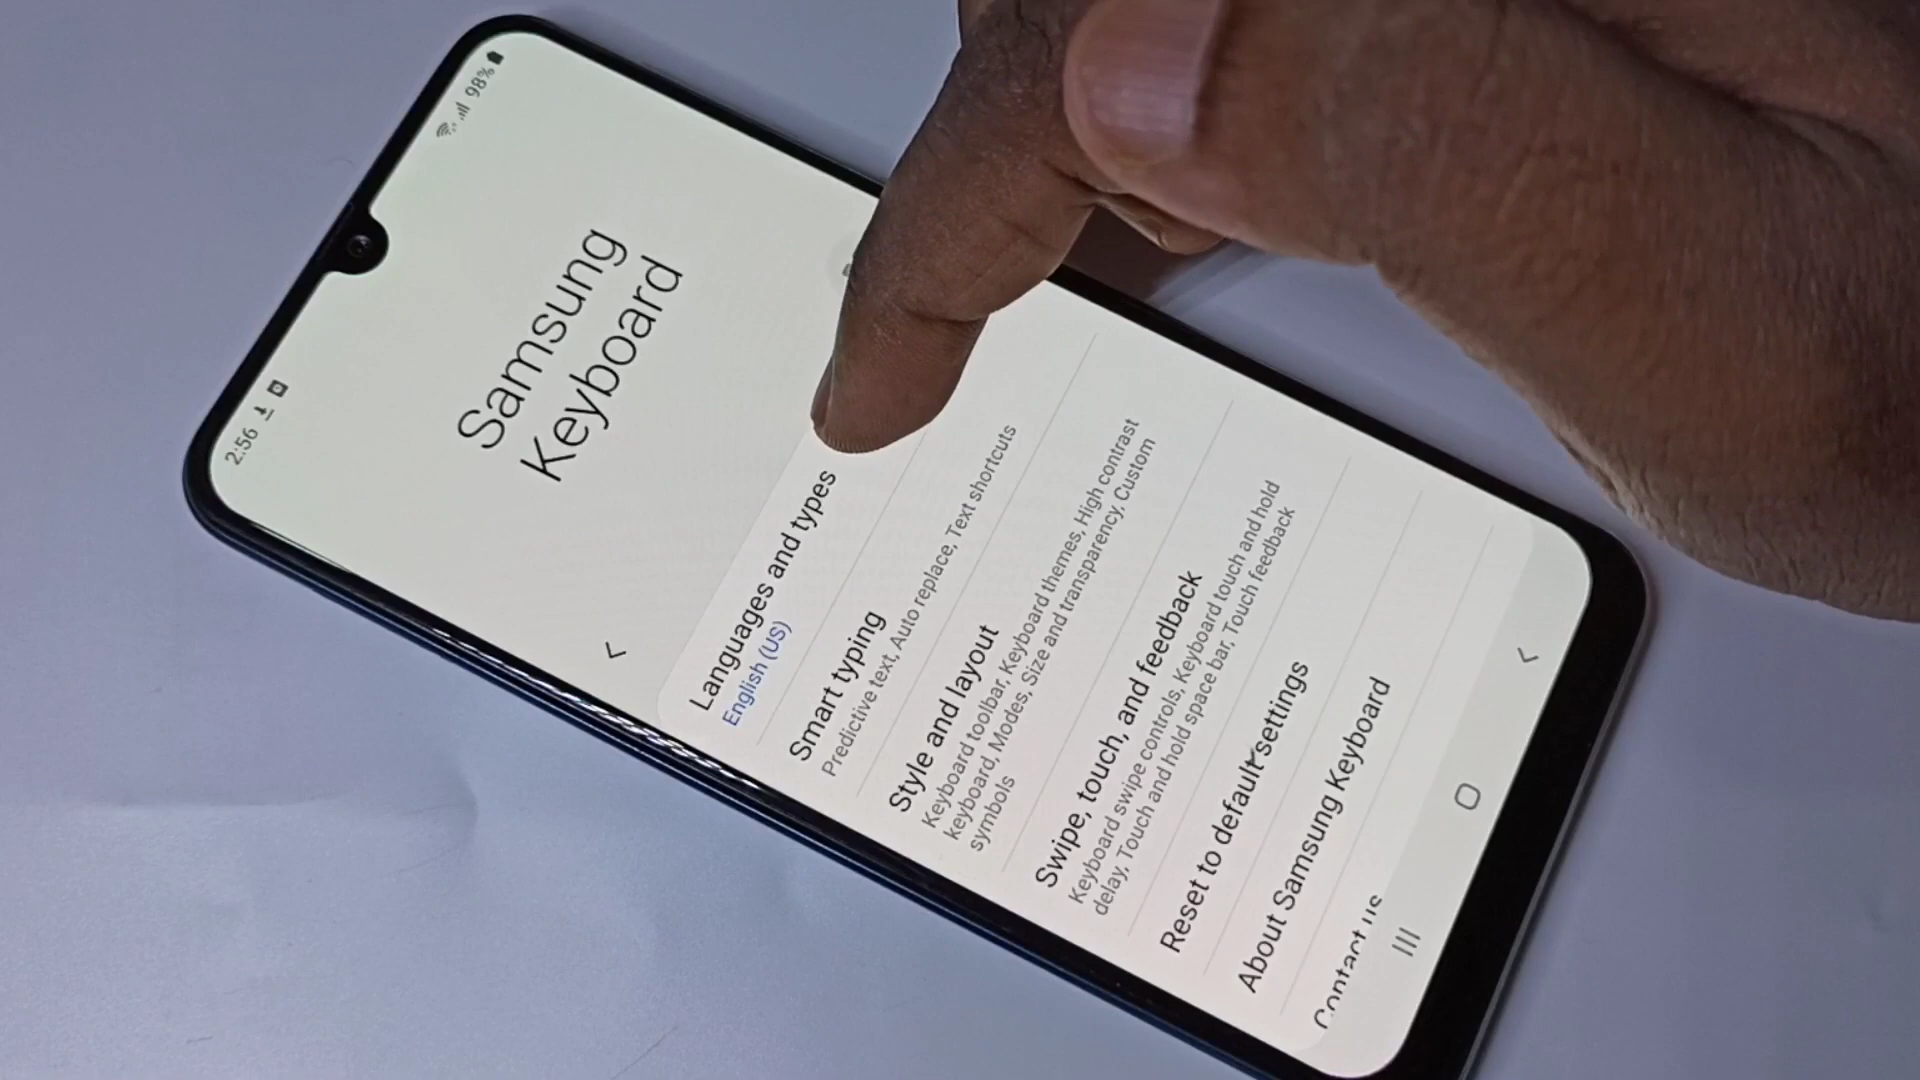 2:56
98%
Samsung
Keyboard
Languages and types
English (US)
Smart typing
Predictive text, Auto replace, Text shortcuts
Style and layout
Keyboard toolbar, Keyboard themes, High contrast
keyboard, Modes, Size and transparency, Custom
symbols
Swipe, touch, and feedback
Keyboard swipe controls, Keyboard touch and hold
delay, Touch and hold space bar, Touch feedback
Reset to default settings
About Samsung Keyboard
Contact us